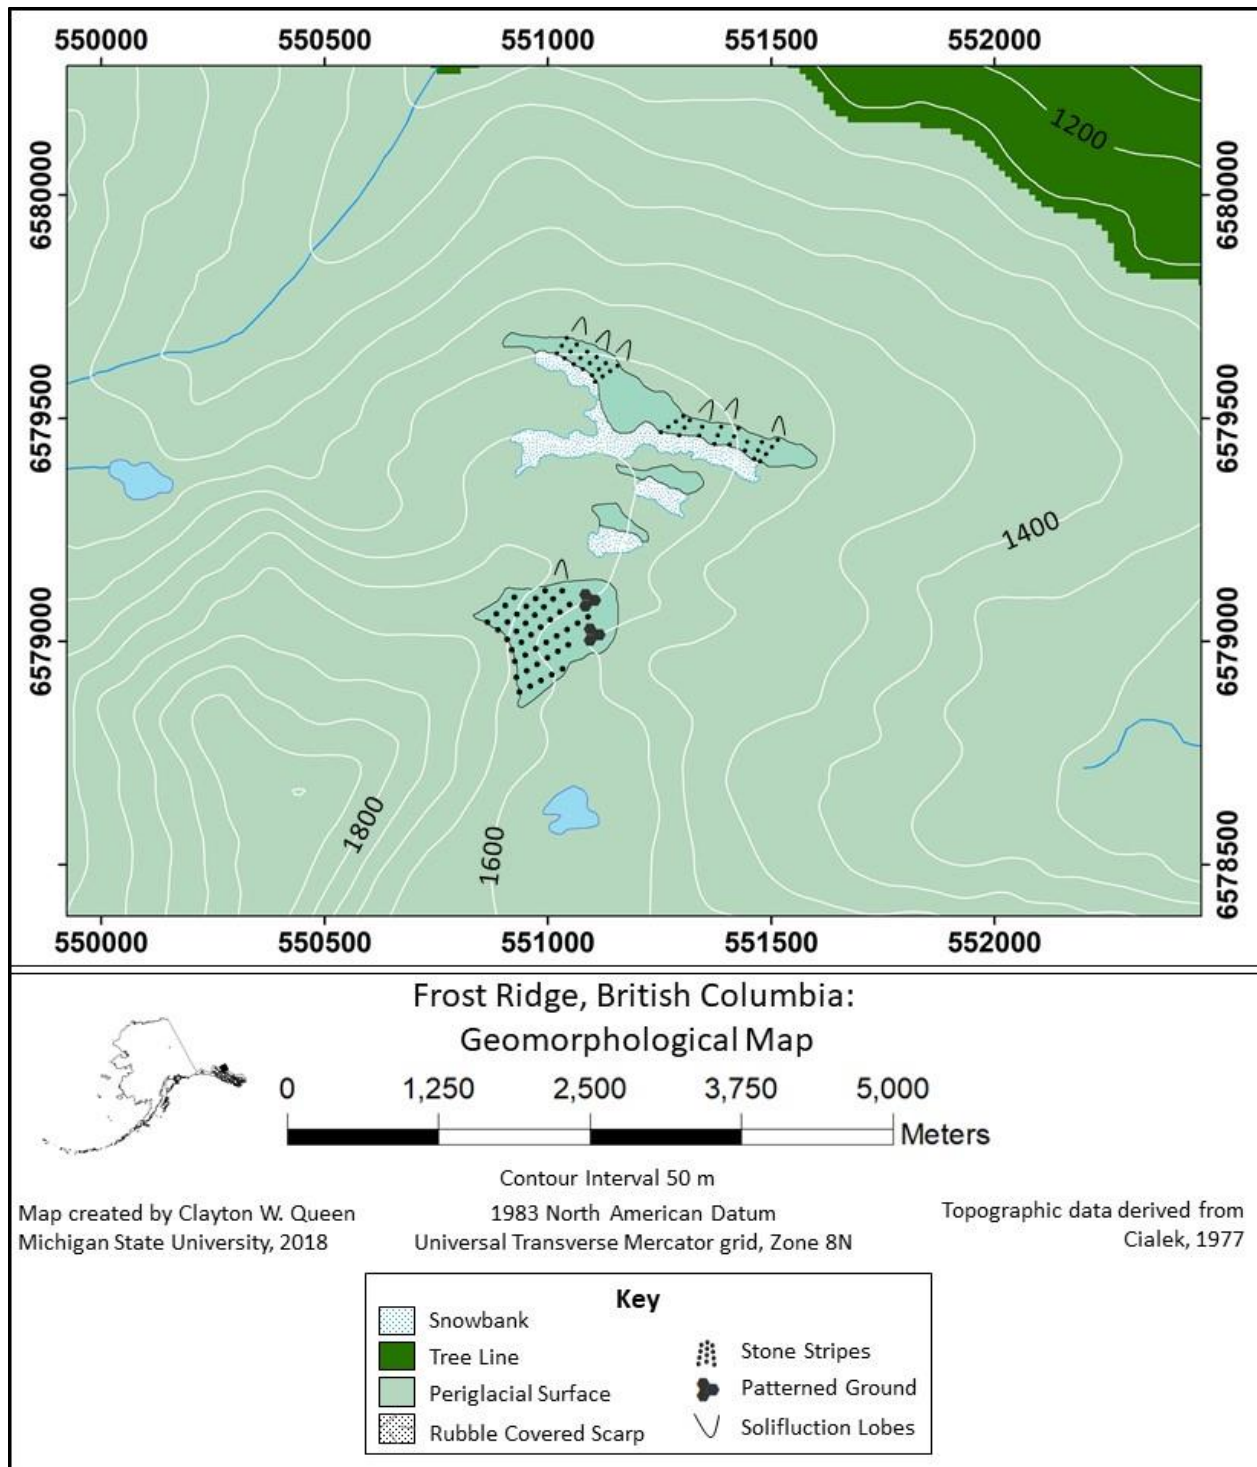 550000 550500 551000 551500 552000
6580000 6580000
1200
6579500 6579500
1400
6579000 6579000
1800
1600
6578500 6578500
550000 550500 551000 551500 552000
Frost Ridge, British Columbia:
Geomorphological Map
0 1,250 2,500 3,750 5,000
Meters
Contour Interval 50 m
Map created by Clayton W. Queen
Michigan State University, 2018
1983 North American Datum
Universal Transverse Mercator grid, Zone 8N
Topographic data derived from
Cialek, 1977
Key
Snowbank
Tree Line
Periglacial Surface
Rubble Covered Scarp
Stone Stripes
Patterned Ground
Solifluction Lobes